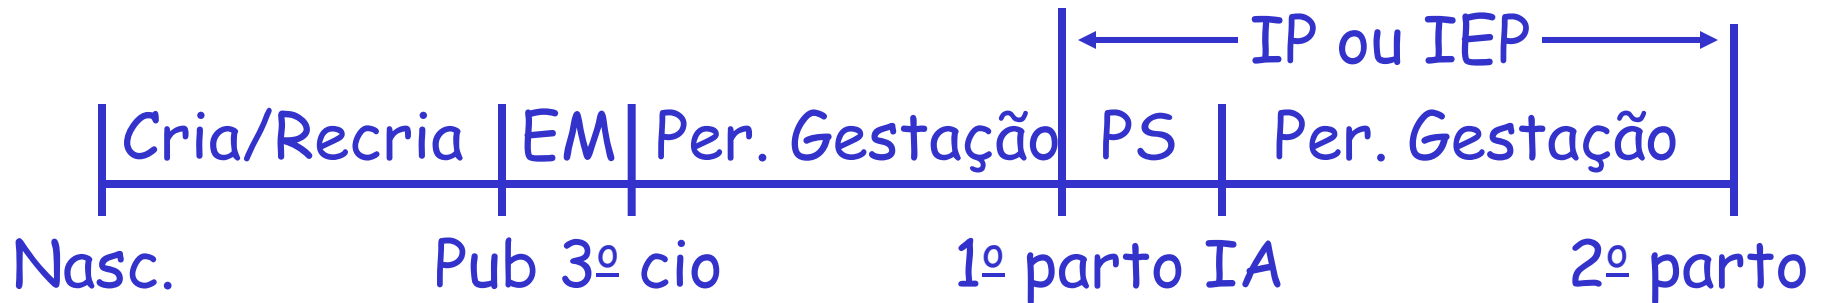 IP ou IEP
Cria/Recria EM Per. Gestação PS Per. Gestação
Nasc. Pub 3º cio 1º parto IA 2º parto